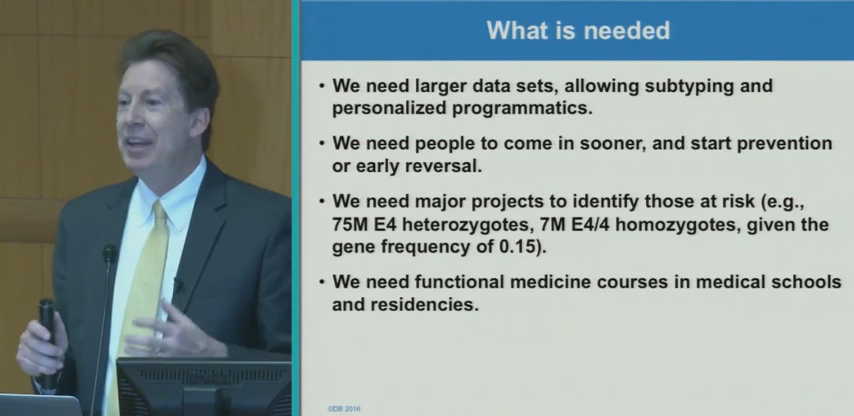 What is needed
• We need larger data sets, allowing subtyping and
personalized programmatics.
• We need people to come in sooner, and start prevention
or early reversal.
• We need major projects to identify those at risk (e.g.,
75M E4 heterozygotes, 7M E4/4 homozygotes, given the
gene frequency of 0.15).
• We need functional medicine courses in medical schools
and residencies.
©DB 2016